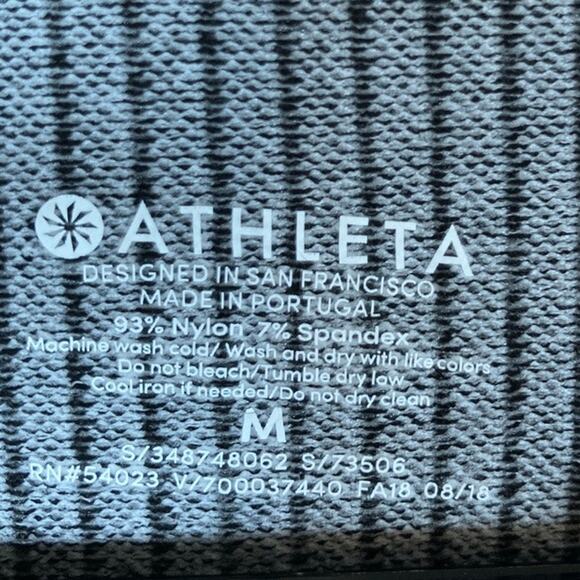 ATHLETA
DESIGNED IN SAN FRANCISCO
MADE IN PORTUGAL
93% Nylon 7% Spandex
Machine wash cold/ Wash and dry with like colors
Do not bleach/Tumble dry low
Cool iron if needed/Do not dry clean
M
S/348748062 S/73506
RN#54023 V/700037440 FA18 08/18